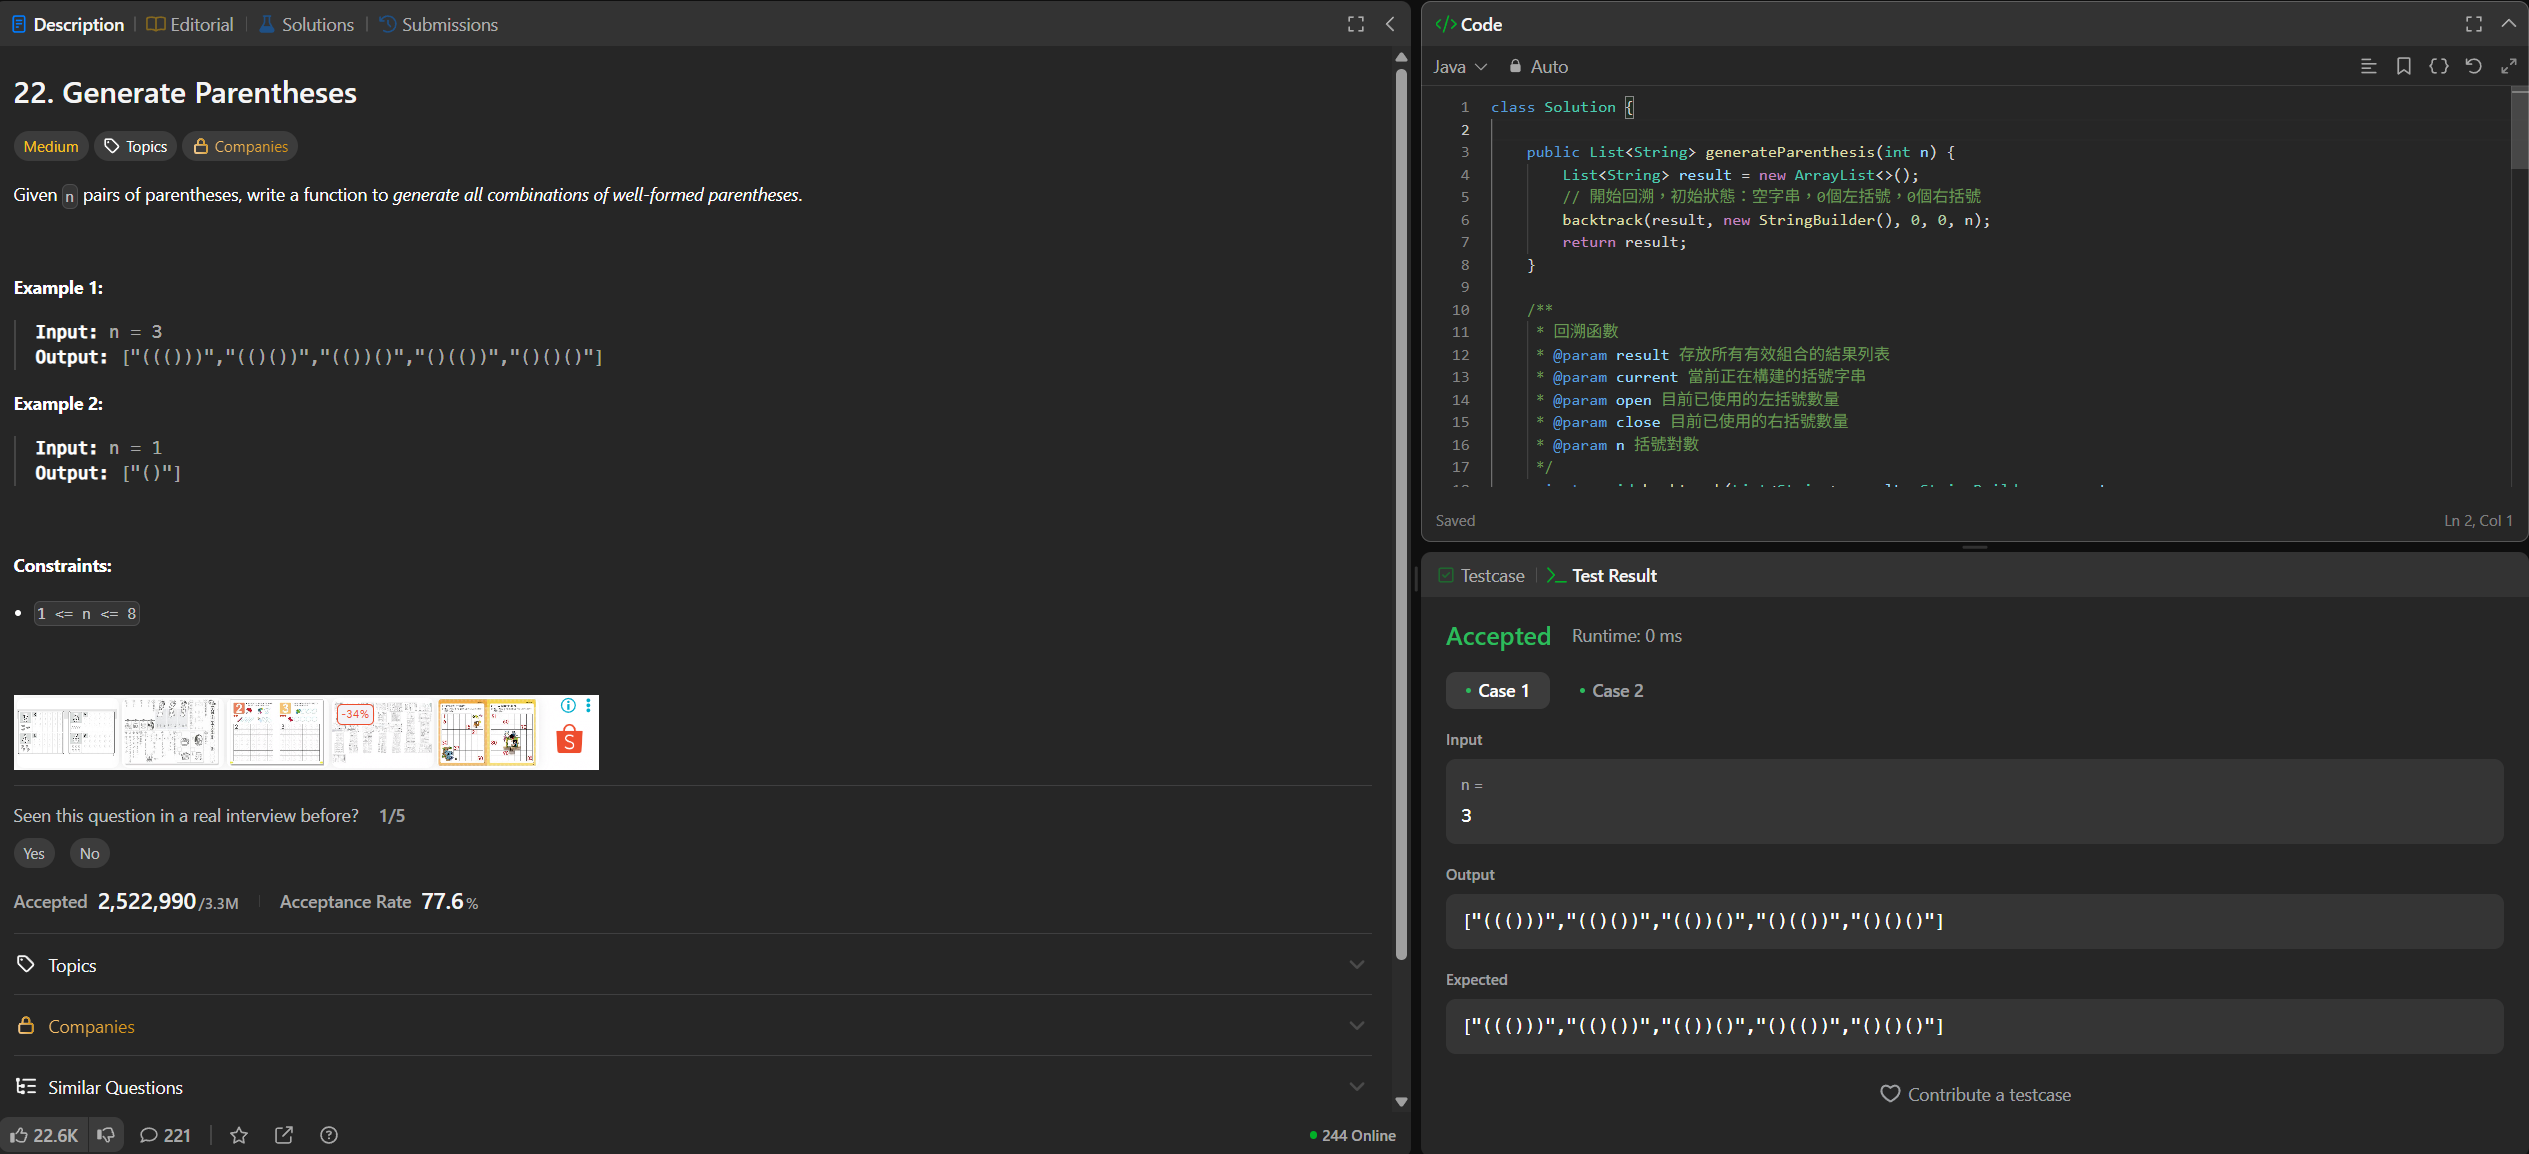 Description | Editorial | Solutions | Submissions
22. Generate Parentheses
Medium Topics Companies
Given n pairs of parentheses, write a function to generate all combinations of well-formed parentheses.
Example 1:
Input: n = 3
Output: ["((()))","(()())","(())()","()(())","()()()"]
Example 2:
Input: n = 1
Output: ["()"]
Constraints:
1 <= n <= 8
-34%
Seen this question in a real interview before? 1/5
Yes No
Accepted 2,522,990/3.3M | Acceptance Rate 77.6%
Topics
Companies
Similar Questions
22.6K 221 244 Online
</> Code
Java Auto
1 class Solution {
2
3 public List<String> generateParenthesis(int n) {
4 List<String> result = new ArrayList<>();
5 // 開始回溯，初始狀態：空字串，0個左括號，0個右括號
6 backtrack(result, new StringBuilder(), 0, 0, n);
7 return result;
8 }
9
10 /**
11 * 回溯函數
12 * @param result 存放所有有效組合的結果列表
13 * @param current 當前正在構建的括號字串
14 * @param open 目前已使用的左括號數量
15 * @param close 目前已使用的右括號數量
16 * @param n 括號對數
17 */
Saved Ln 2, Col 1
Testcase | Test Result
Accepted Runtime: 0 ms
Case 1 Case 2
Input
n =
3
Output
["((()))","(()())","(())()","()(())","()()()"]
Expected
["((()))","(()())","(())()","()(())","()()()"]
Contribute a testcase